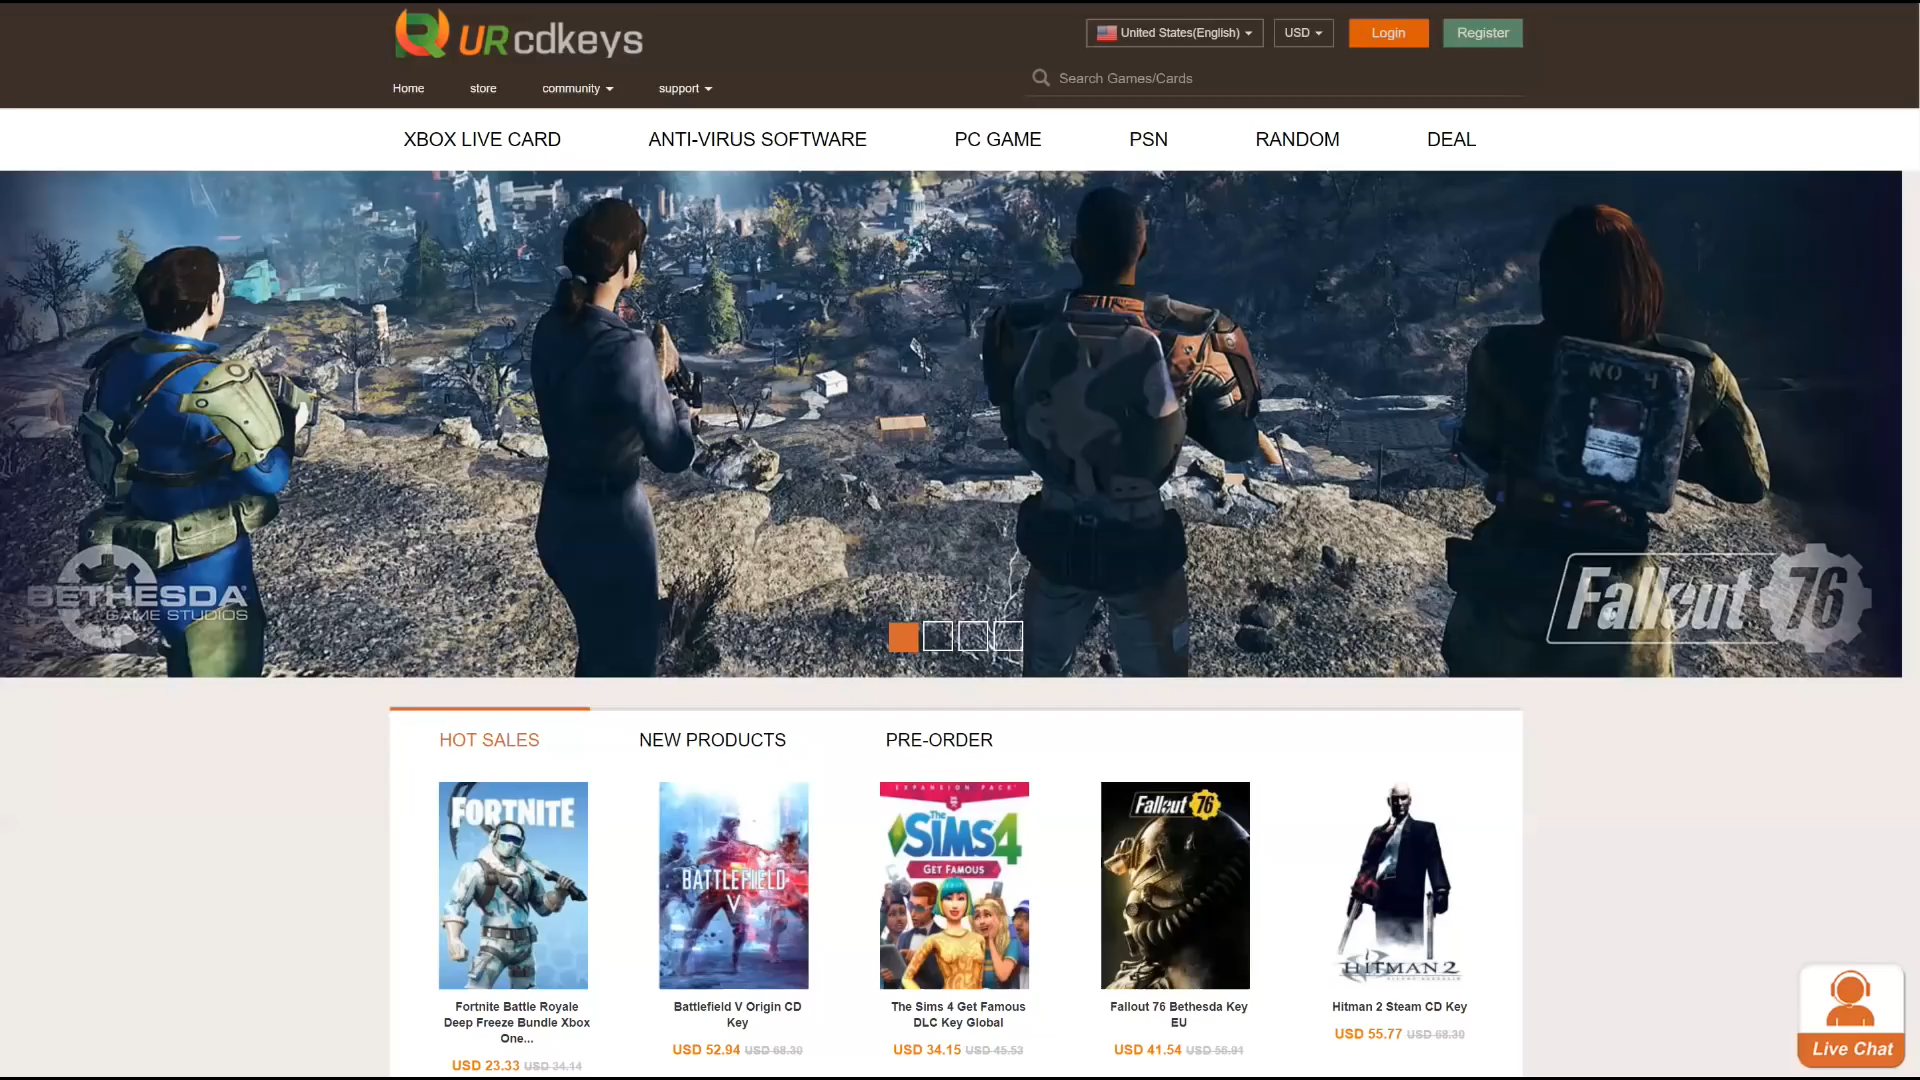 URcdkeys
United States(English)
USD
Login
Register
Home
store
community
support
Search Games/Cards
XBOX LIVE CARD
ANTI-VIRUS SOFTWARE
PC GAME
PSN
RANDOM
DEAL
NO 4
BETHESDA
GAME STUDIOS
Fallout 76
HOT SALES
NEW PRODUCTS
PRE-ORDER
FORTNITE
BATTLEFIELD
V
EXPANSION PACK
The
SIMS 4
GET FAMOUS
Fallout 76
HITMAN 2
Fortnite Battle Royale
Deep Freeze Bundle Xbox
One...
USD 23.33 USD 34.14
Battlefield V Origin CD
Key
USD 52.94 USD 68.30
The Sims 4 Get Famous
DLC Key Global
USD 34.15 USD 45.53
Fallout 76 Bethesda Key
EU
USD 41.54 USD 56.91
Hitman 2 Steam CD Key
USD 55.77 USD 68.30
Live Chat